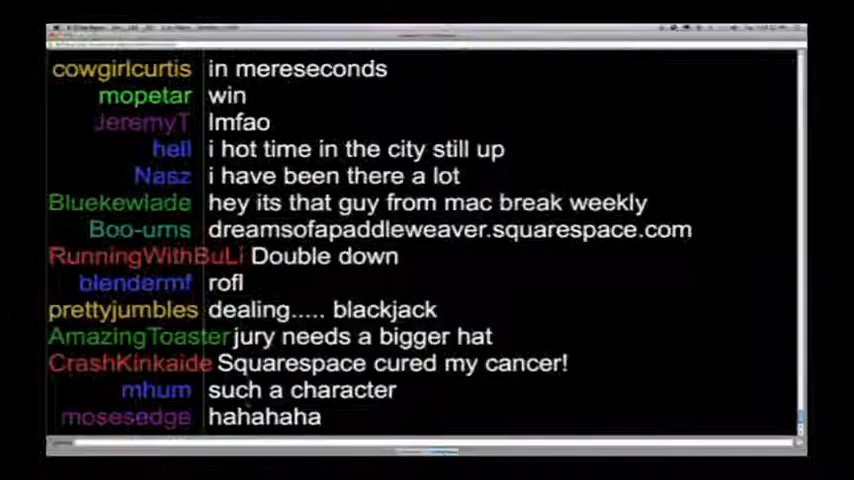 cowgirlcurtis in mereseconds
mopetar win
JeremyT lmfao
hell i hot time in the city still up
Nasz i have been there a lot
Bluekewlade hey its that guy from mac break weekly
Boo-urns dreamsofapaddleweaver.squarespace.com
RunningWithBuLi Double down
blendermf rofl
prettyjumbles dealing..... blackjack
AmazingToaster jury needs a bigger hat
CrashKinkaide Squarespace cured my cancer!
mhum such a character
mosesedge hahahaha